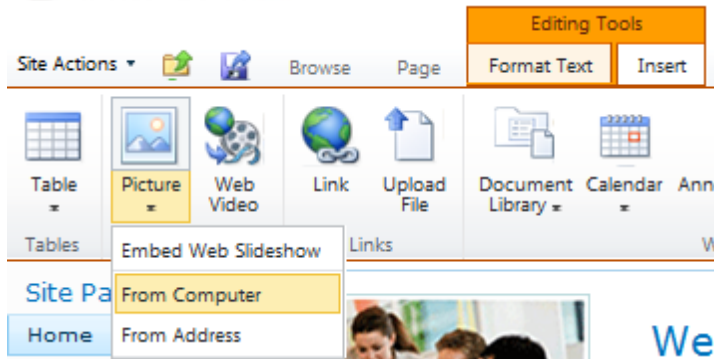 Editing Tools
Site Actions Browse Page Format Text Insert
Table Picture Web Video Link Upload File Document Library Calendar Ann
Tables Links W
Embed Web Slideshow
From Computer
From Address
Site Pa
Home
We